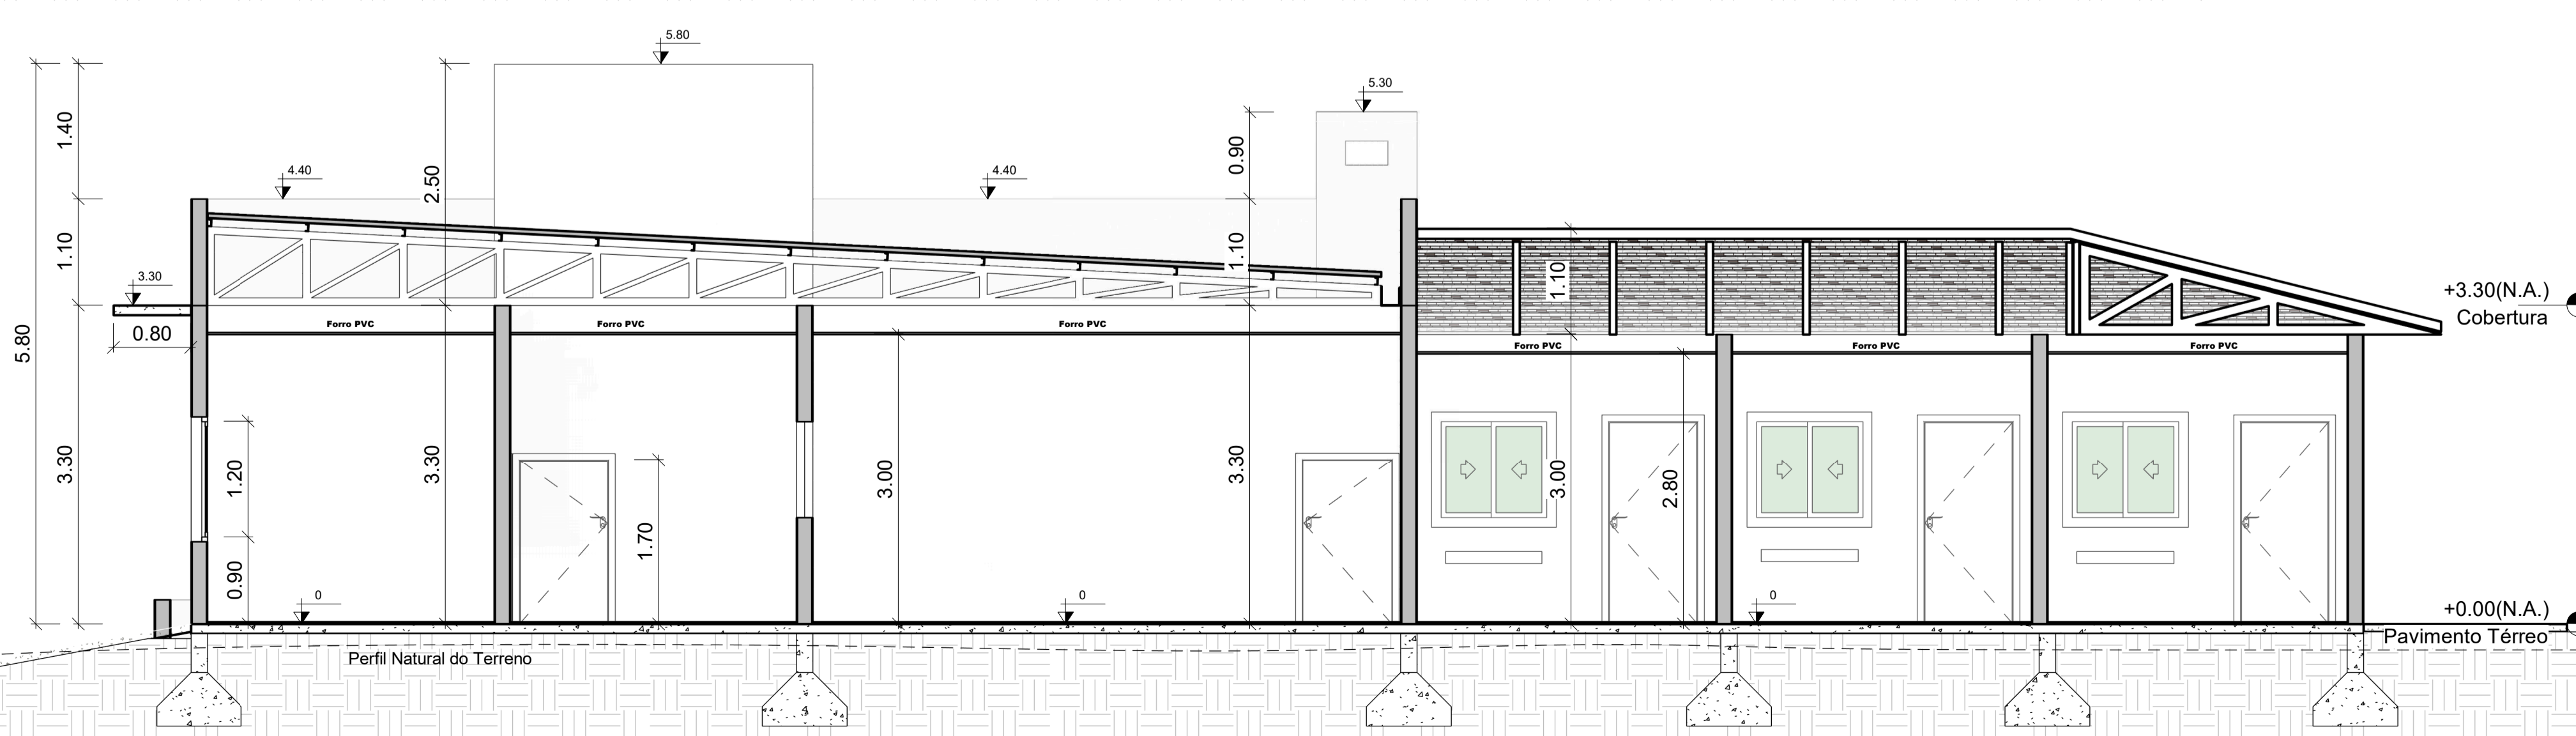 5.80
5.30
1.40
0.90
4.40
2.50
4.40
1.10
1.10
3.30
1.10
+3.30(N.A.)
Cobertura
0.80
Forro PVC
Forro PVC
Forro PVC
5.80
Forro PVC
Forro PVC
Forro PVC
3.30
1.20
3.30
3.00
3.30
3.00
2.80
1.70
0.90
0
0
0
+0.00(N.A.)
Pavimento Térreo
Perfil Natural do Terreno